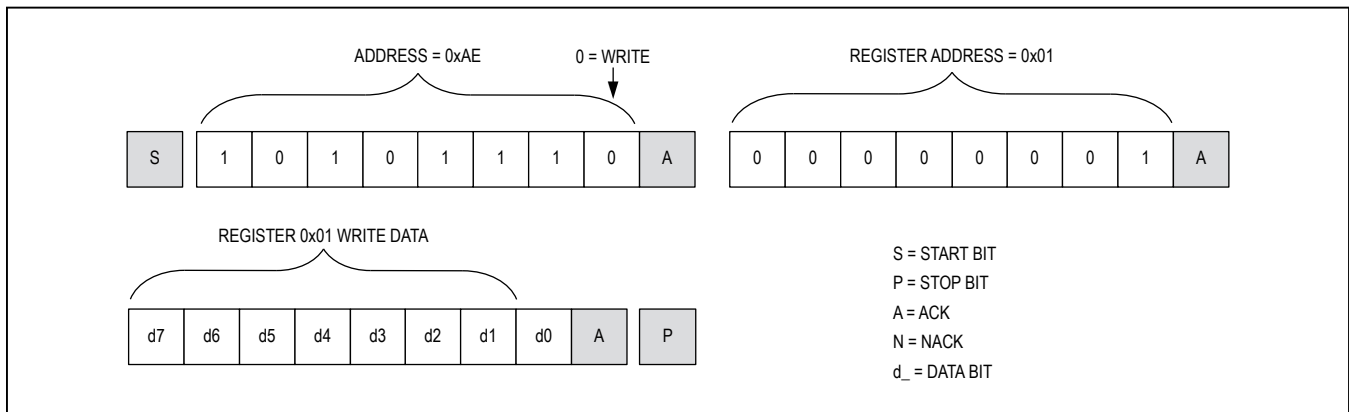 ADDRESS = 0xAE 0 = WRITE REGISTER ADDRESS = 0x01
S 1 0 1 0 1 1 1 0 A 0 0 0 0 0 0 0 1 A
REGISTER 0x01 WRITE DATA
d7 d6 d5 d4 d3 d2 d1 d0 A P
S = START BIT
P = STOP BIT
A = ACK
N = NACK
d_ = DATA BIT